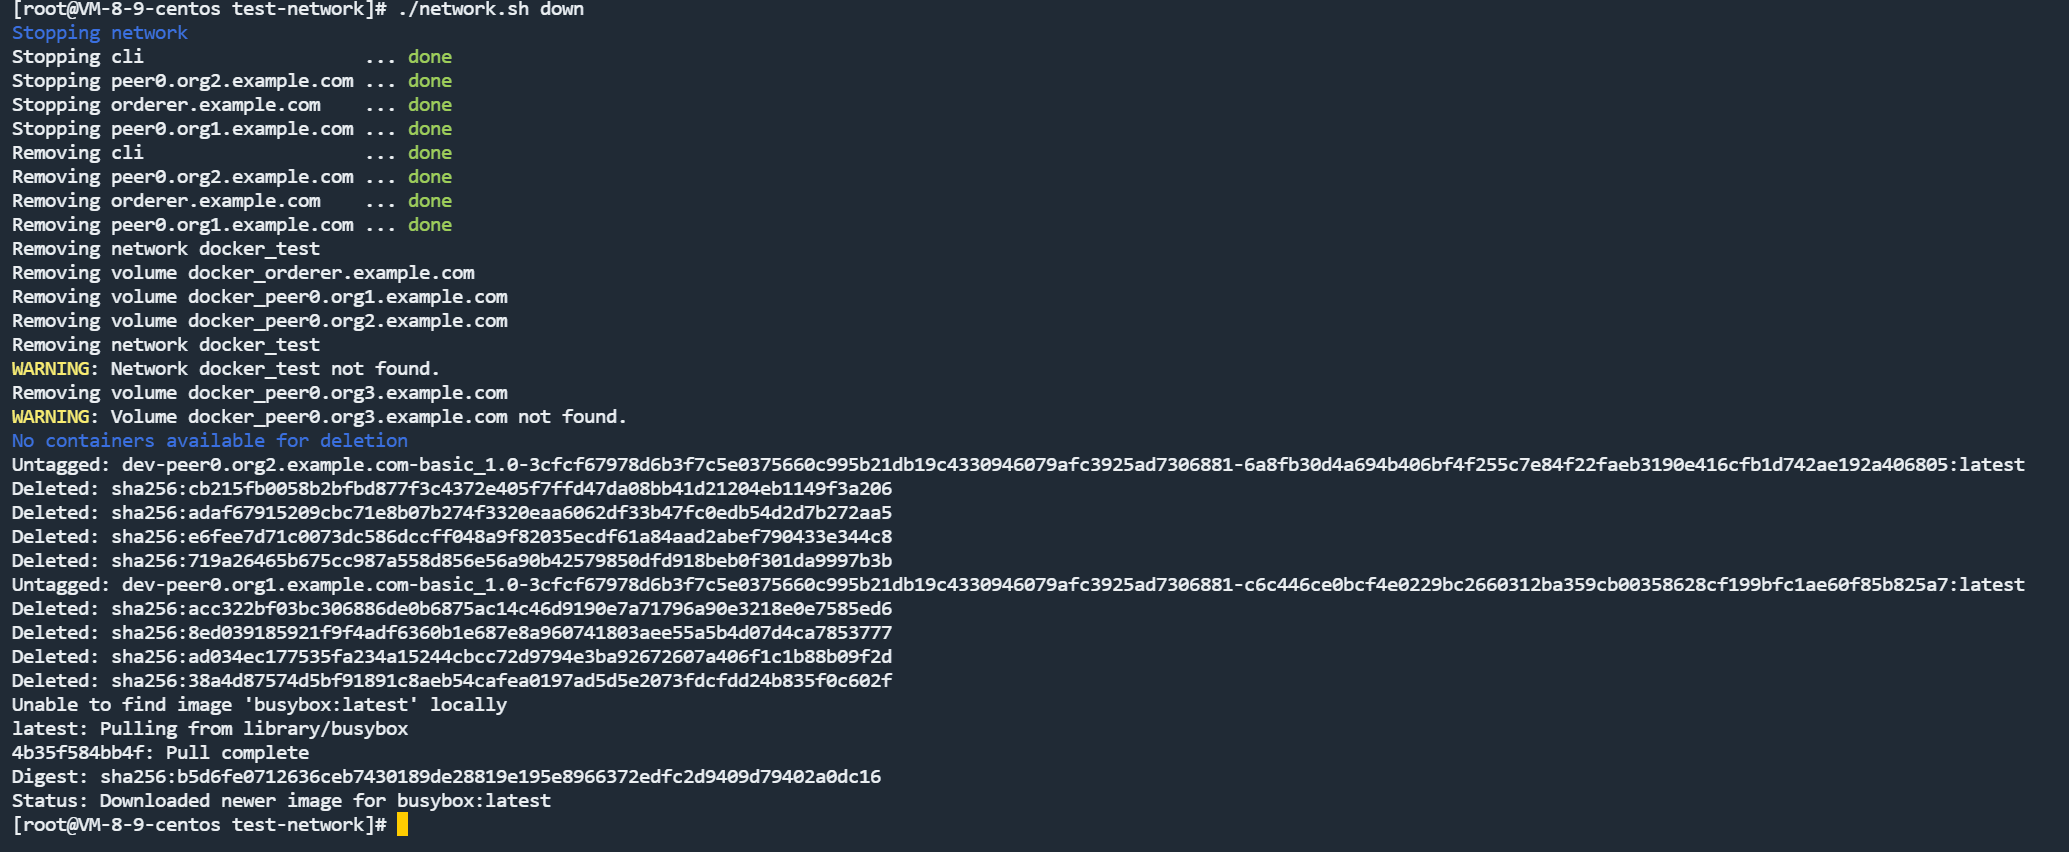 [root@VM-8-9-centos test-network]# ./network.sh down
Stopping network
Stopping cli                    ... done
Stopping peer0.org2.example.com ... done
Stopping orderer.example.com    ... done
Stopping peer0.org1.example.com ... done
Removing cli                    ... done
Removing peer0.org2.example.com ... done
Removing orderer.example.com    ... done
Removing peer0.org1.example.com ... done
Removing network docker_test
Removing volume docker_orderer.example.com
Removing volume docker_peer0.org1.example.com
Removing volume docker_peer0.org2.example.com
Removing network docker_test
WARNING: Network docker_test not found.
Removing volume docker_peer0.org3.example.com
WARNING: Volume docker_peer0.org3.example.com not found.
No containers available for deletion
Untagged: dev-peer0.org2.example.com-basic_1.0-3cfcf67978d6b3f7c5e0375660c995b21db19c4330946079afc3925ad7306881-6a8fb30d4a694b406bf4f255c7e84f22faeb3190e416cfb1d742ae192a406805:latest
Deleted: sha256:cb215fb0058b2bfbd877f3c4372e405f7ffd47da08bb41d21204eb1149f3a206
Deleted: sha256:adaf67915209cbc71e8b07b274f3320eaa6062df33b47fc0edb54d2d7b272aa5
Deleted: sha256:e6fee7d71c0073dc586dccff048a9f82035ecdf61a84aad2abef790433e344c8
Deleted: sha256:719a26465b675cc987a558d856e56a90b42579850dfd918beb0f301da9997b3b
Untagged: dev-peer0.org1.example.com-basic_1.0-3cfcf67978d6b3f7c5e0375660c995b21db19c4330946079afc3925ad7306881-c6c446ce0bcf4e0229bc2660312ba359cb00358628cf199bfc1ae60f85b825a7:latest
Deleted: sha256:acc322bf03bc306886de0b6875ac14c46d9190e7a71796a90e3218e0e7585ed6
Deleted: sha256:8ed039185921f9f4adf6360b1e687e8a960741803aee55a5b4d07d4ca7853777
Deleted: sha256:ad034ec177535fa234a15244cbcc72d9794e3ba92672607a406f1c1b88b09f2d
Deleted: sha256:38a4d87574d5bf91891c8aeb54cafea0197ad5d5e2073fdcfdd24b835f0c602f
Unable to find image 'busybox:latest' locally
latest: Pulling from library/busybox
4b35f584bb4f: Pull complete
Digest: sha256:b5d6fe0712636ceb7430189de28819e195e8966372edfc2d9409d79402a0dc16
Status: Downloaded newer image for busybox:latest
[root@VM-8-9-centos test-network]#